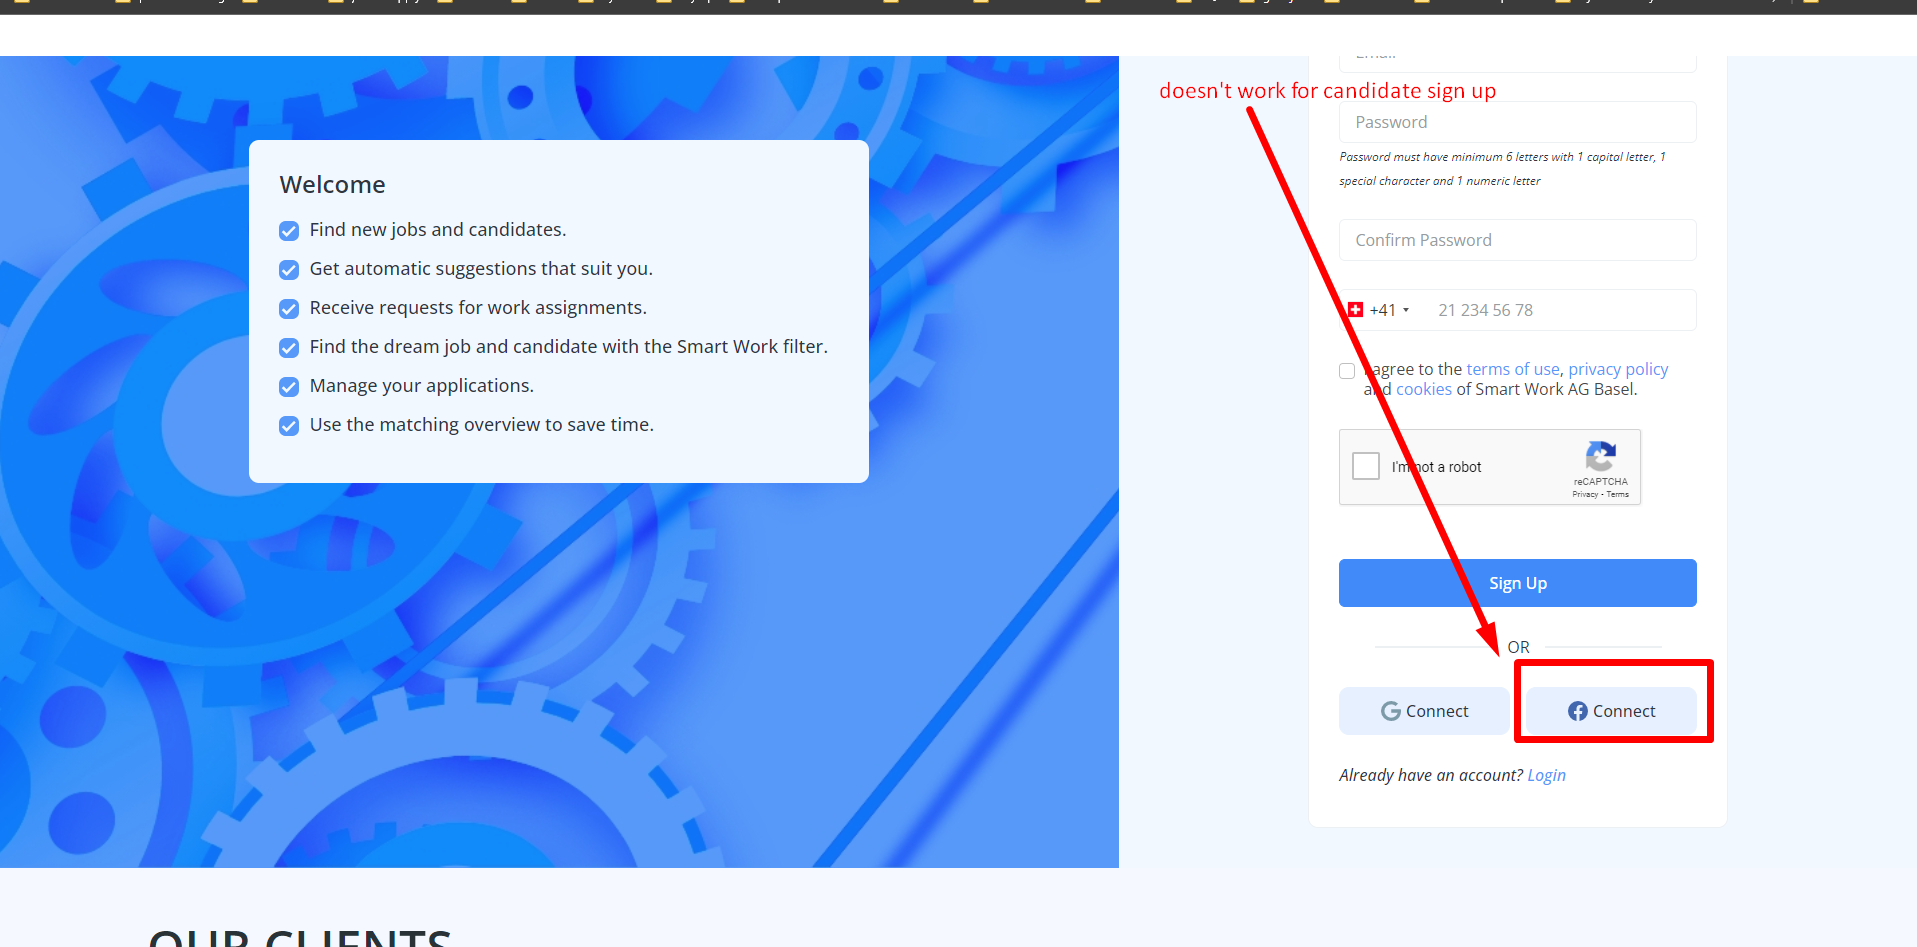 Email
doesn't work for candidate sign up
Password
Password must have minimum 6 letters with 1 capital letter, 1
special character and 1 numeric letter
Confirm Password
+41 21 234 56 78
I agree to the terms of use, privacy policy
and cookies of Smart Work AG Basel.
I'm not a robot
reCAPTCHA
Privacy - Terms
Sign Up
OR
Connect
Connect
Already have an account? Login
Welcome
Find new jobs and candidates.
Get automatic suggestions that suit you.
Receive requests for work assignments.
Find the dream job and candidate with the Smart Work filter.
Manage your applications.
Use the matching overview to save time.
OUR CLIENTS